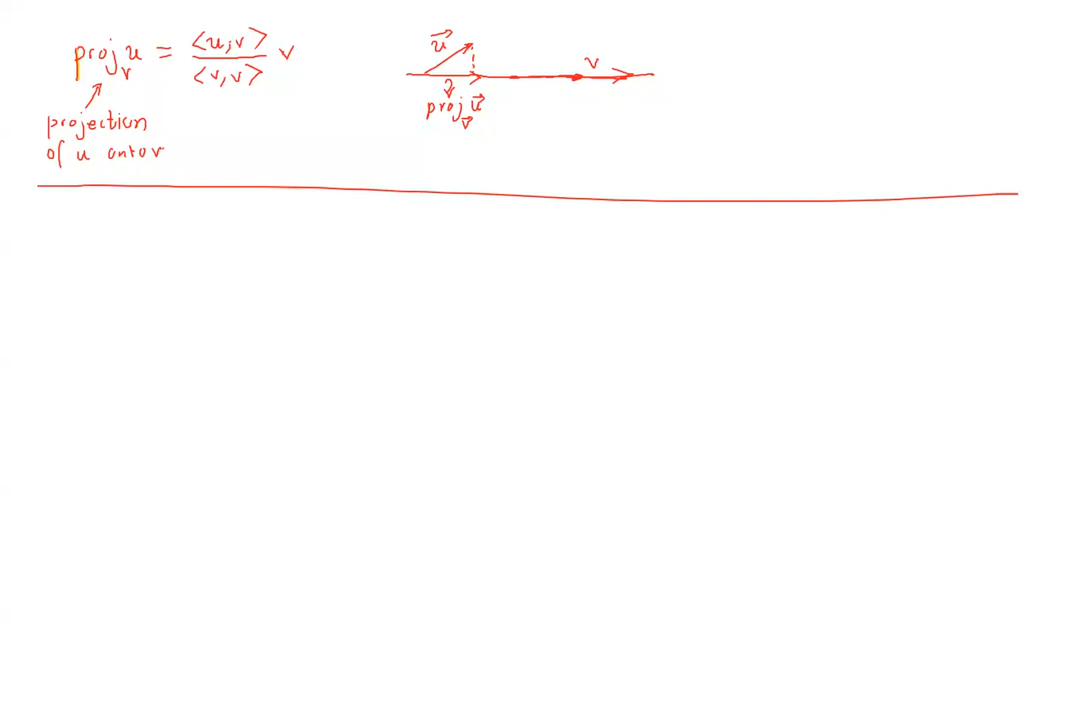 proj_v u = <u,v> / <v,v> v
projection
of u onto v
u⃗
v
proj_v⃗ u⃗